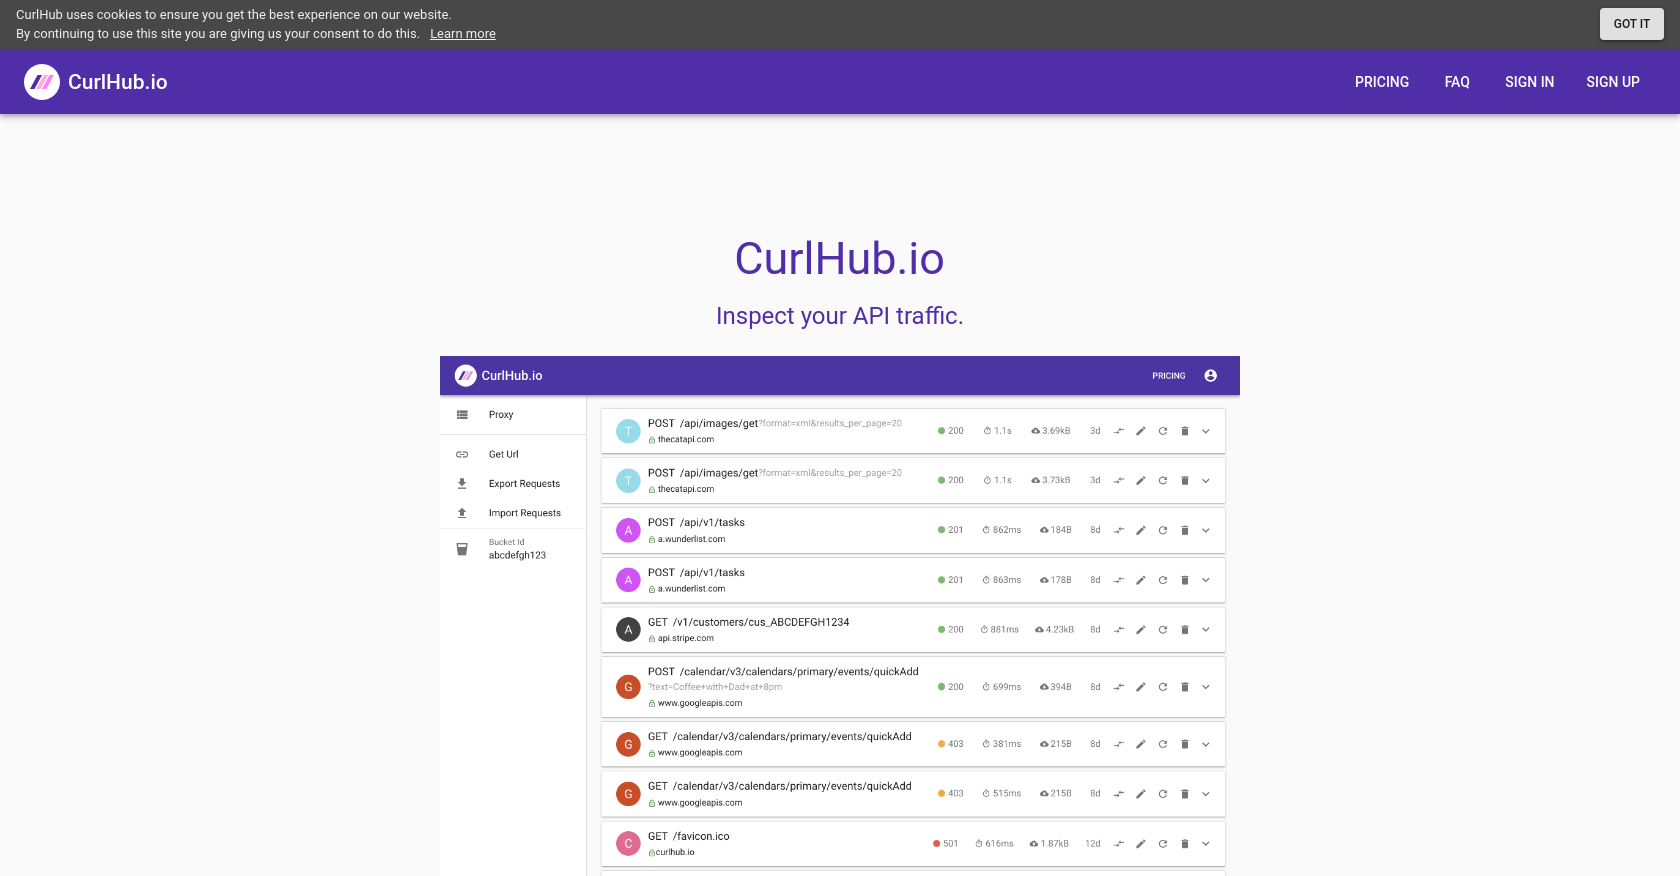 CurlHub uses cookies to ensure you get the best experience on our website.
By continuing to use this site you are giving us your consent to do this. Learn more
GOT IT
CurlHub.io
PRICING FAQ SIGN IN SIGN UP
CurlHub.io
Inspect your API traffic.
CurlHub.io
PRICING
Proxy
Get Url
Export Requests
Import Requests
Bucket Id
abcdefgh123
T POST /api/images/get?format=xml&results_per_page=20 200 1.1s 3.69kB 3d
thecatapi.com
T POST /api/images/get?format=xml&results_per_page=20 200 1.1s 3.73kB 3d
thecatapi.com
A POST /api/v1/tasks 201 862ms 184B 8d
a.wunderlist.com
A POST /api/v1/tasks 201 863ms 178B 8d
a.wunderlist.com
A GET /v1/customers/cus_ABCDEFGH1234 200 881ms 4.23kB 8d
api.stripe.com
G POST /calendar/v3/calendars/primary/events/quickAdd 200 699ms 394B 8d
?text=Coffee+with+Dad+at+8pm
www.googleapis.com
G GET /calendar/v3/calendars/primary/events/quickAdd 403 381ms 215B 8d
www.googleapis.com
G GET /calendar/v3/calendars/primary/events/quickAdd 403 515ms 215B 8d
www.googleapis.com
C GET /favicon.ico 501 616ms 1.87kB 12d
curlhub.io